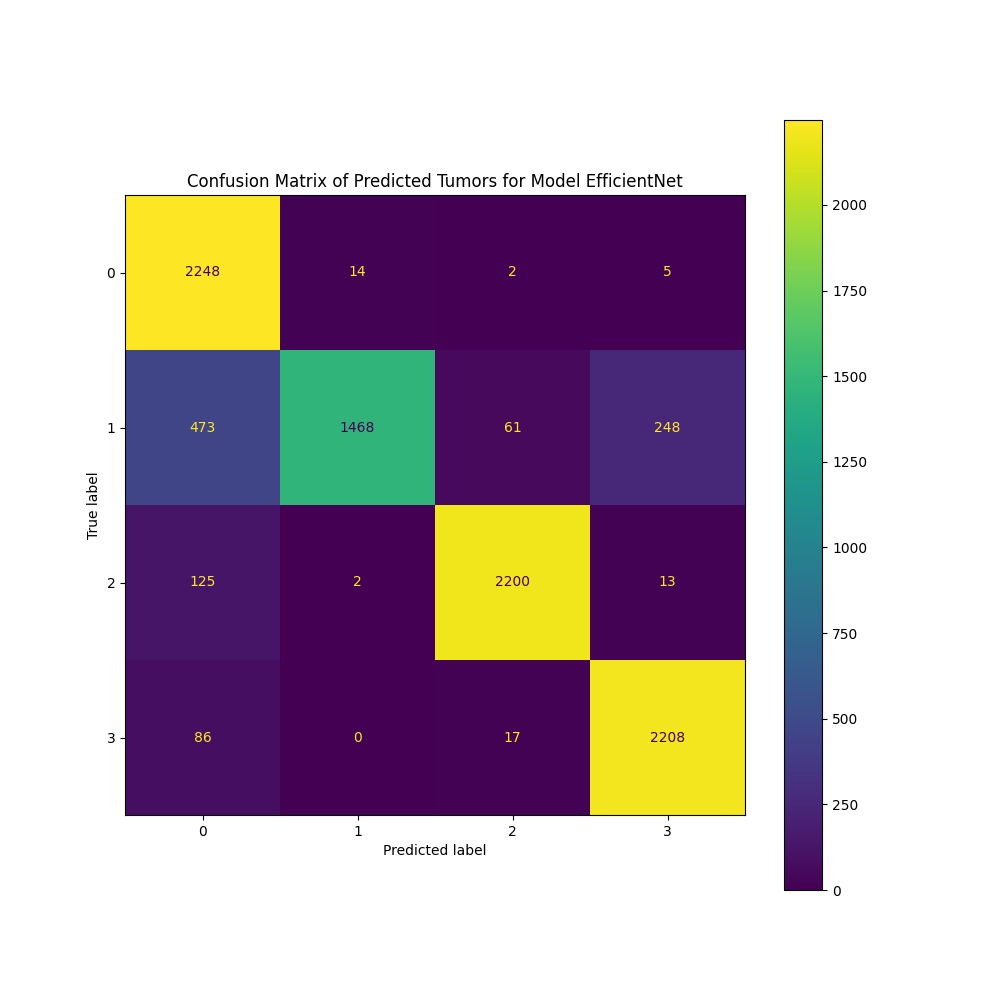 Confusion Matrix of Predicted Tumors for Model EfficientNet
0 2248 14 2 5
1 473 1468 61 248
2 125 2 2200 13
3 86 0 17 2208
0 1 2 3
True label
Predicted label
2000
1750
1500
1250
1000
750
500
250
0